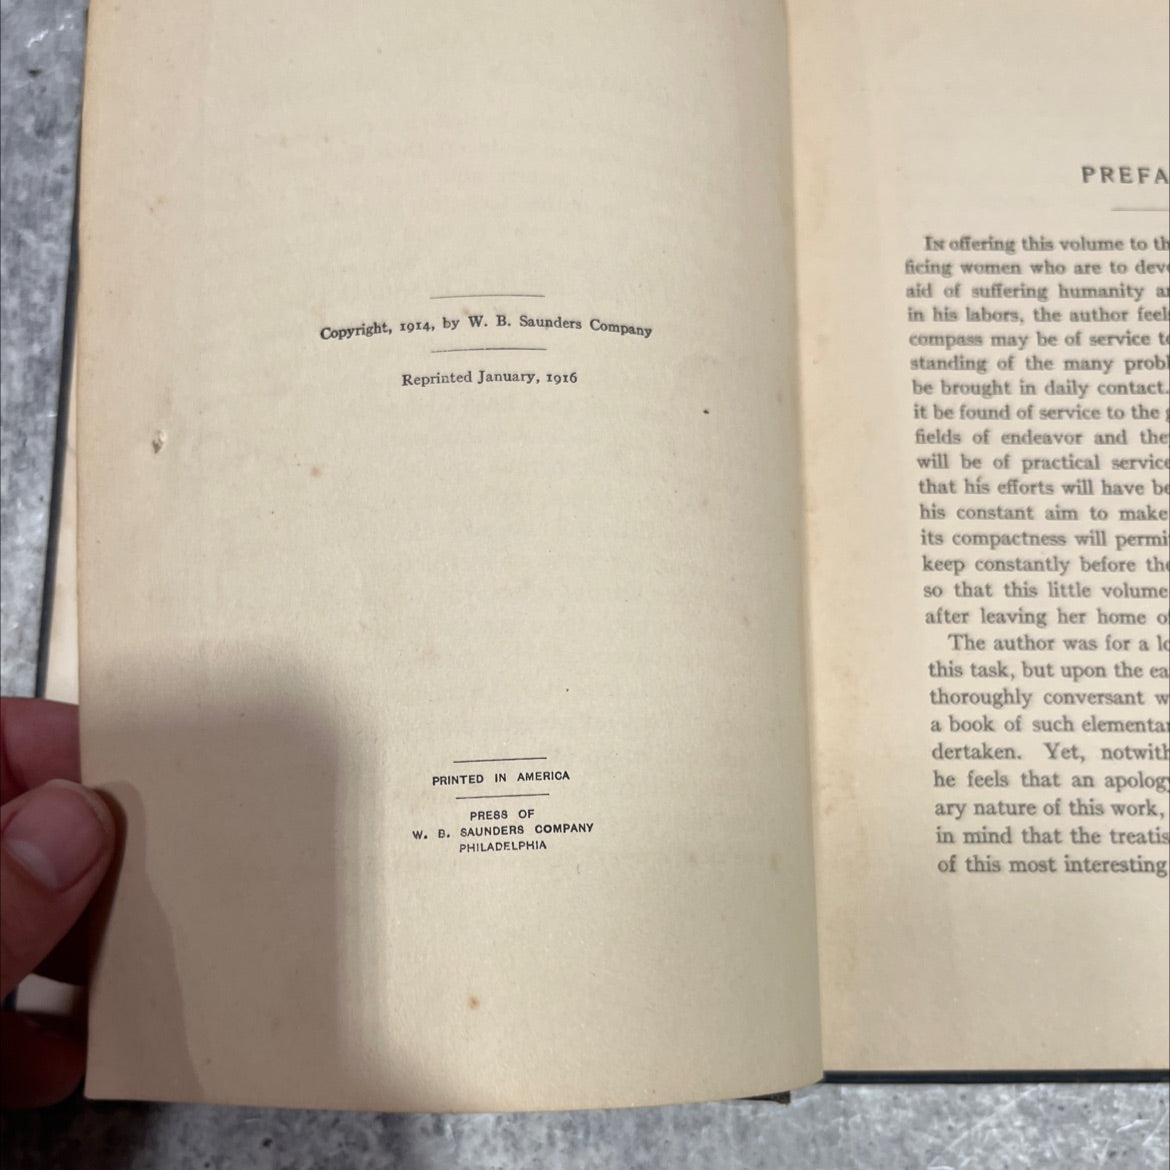 Copyright, 1914, by W. B. Saunders Company
Reprinted January, 1916
PRINTED IN AMERICA
PRESS OF
W. B. SAUNDERS COMPANY
PHILADELPHIA
PREFA
In offering this volume to th
ficing women who are to deve
aid of suffering humanity a
in his labors, the author feel
compass may be of service t
standing of the many probl
be brought in daily contact.
it be found of service to the
fields of endeavor and the
will be of practical service
that his efforts will have be
his constant aim to make
its compactness will permi
keep constantly before the
so that this little volume
after leaving her home o
The author was for a lo
this task, but upon the ea
thoroughly conversant w
a book of such elementa
dertaken. Yet, notwith
he feels that an apology
ary nature of this work,
in mind that the treatis
of this most interesting